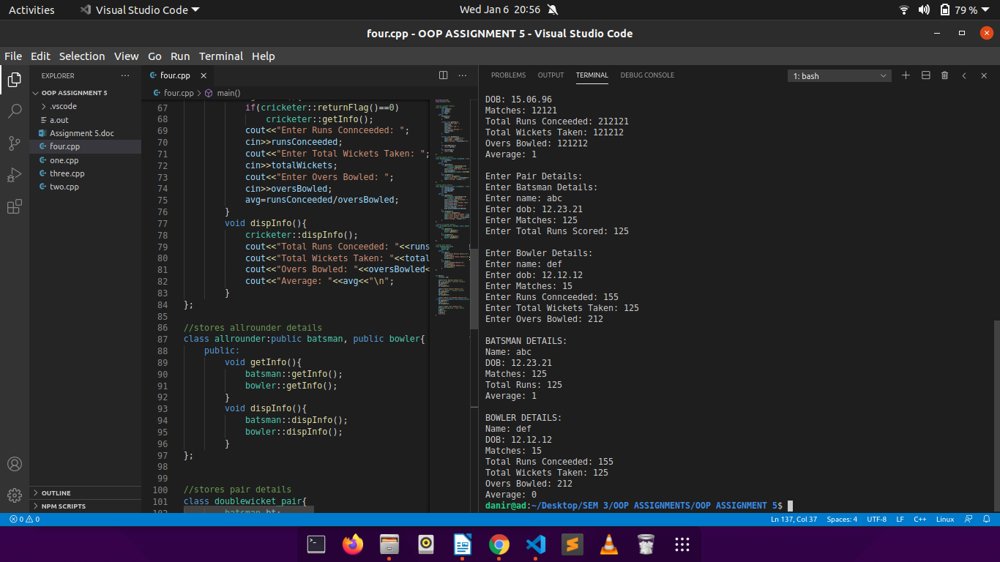 Activities
Visual Studio Code
Wed Jan 6 20:56
79 %
four.cpp - OOP ASSIGNMENT 5 - Visual Studio Code
File Edit Selection View Go Run Terminal Help
EXPLORER
OOP ASSIGNMENT 5
.vscode
a.out
Assignment 5.doc
four.cpp
one.cpp
three.cpp
two.cpp
OUTLINE
NPM SCRIPTS
four.cpp
four.cpp > main()
67 if(cricketer::returnFlag()==0)
68 cricketer::getInfo();
69 cout<<"Enter Runs Connceeded: ";
70 cin>>runsConceeded;
71 cout<<"Enter Total Wickets Taken: ";
72 cin>>totalWickets;
73 cout<<"Enter Overs Bowled: ";
74 cin>>oversBowled;
75 avg=runsConceeded/oversBowled;
76 }
77 void dispInfo(){
78 cricketer::dispInfo();
79 cout<<"Total Runs Conceeded: "<<runs
80 cout<<"Total Wickets Taken: "<<total
81 cout<<"Overs Bowled: "<<oversBowled<
82 cout<<"Average: "<<avg<<"\n";
83 }
84 };
85
86 //stores allrounder details
87 class allrounder:public batsman, public bowler{
88 public:
89 void getInfo(){
90 batsman::getInfo();
91 bowler::getInfo();
92 }
93 void dispInfo(){
94 batsman::dispInfo();
95 bowler::dispInfo();
96 }
97 };
98
99
100 //stores pair details
101 class doublewicket_pair{
102 batsman bt;
PROBLEMS OUTPUT TERMINAL DEBUG CONSOLE
1: bash
DOB: 15.06.96
Matches: 12121
Total Runs Conceeded: 212121
Total Wickets Taken: 121212
Overs Bowled: 121212
Average: 1
Enter Pair Details:
Enter Batsman Details:
Enter name: abc
Enter dob: 12.23.21
Enter Matches: 125
Enter Total Runs Scored: 125
Enter Bowler Details:
Enter name: def
Enter dob: 12.12.12
Enter Matches: 15
Enter Runs Connceeded: 155
Enter Total Wickets Taken: 125
Enter Overs Bowled: 212
BATSMAN DETAILS:
Name: abc
DOB: 12.23.21
Matches: 125
Total Runs: 125
Average: 1
BOWLER DETAILS:
Name: def
DOB: 12.12.12
Matches: 15
Total Runs Conceeded: 155
Total Wickets Taken: 125
Overs Bowled: 212
Average: 0
danir@ad:~/Desktop/SEM 3/OOP ASSIGNMENTS/OOP ASSIGNMENT 5$
0 0
Ln 137, Col 37 Spaces: 4 UTF-8 LF C++ Linux